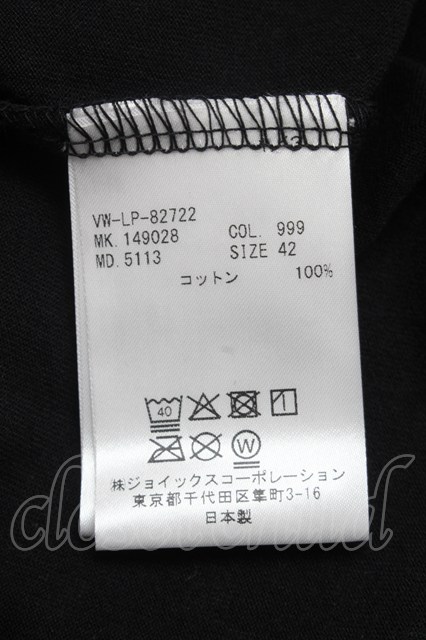 VW-LP-82722
MK. 149028 COL. 999
MD. 5113 SIZE 42
コットン 100%
40
W
株ジョイックスコーポレーション
東京都千代田区隼町3-16
日本製
closet child